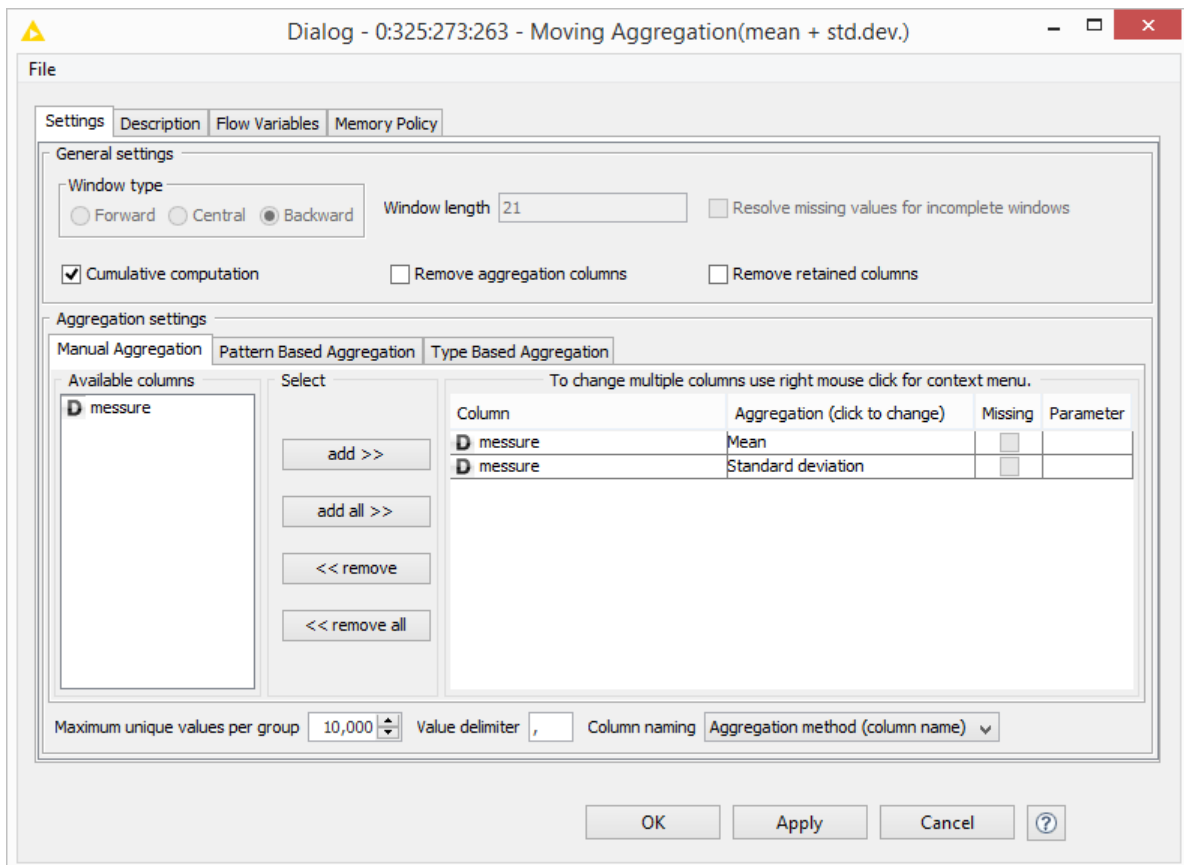 Dialog - 0:325:273:263 - Moving Aggregation(mean + std.dev.)
File
Settings Description Flow Variables Memory Policy
General settings
Window type
Forward Central Backward Window length 21 Resolve missing values for incomplete windows
Cumulative computation Remove aggregation columns Remove retained columns
Aggregation settings
Manual Aggregation Pattern Based Aggregation Type Based Aggregation
Available columns Select To change multiple columns use right mouse click for context menu.
D messure
Column Aggregation (click to change) Missing Parameter
D messure Mean
D messure Standard deviation
add >>
add all >>
<< remove
<< remove all
Maximum unique values per group 10,000 Value delimiter , Column naming Aggregation method (column name)
OK Apply Cancel ?